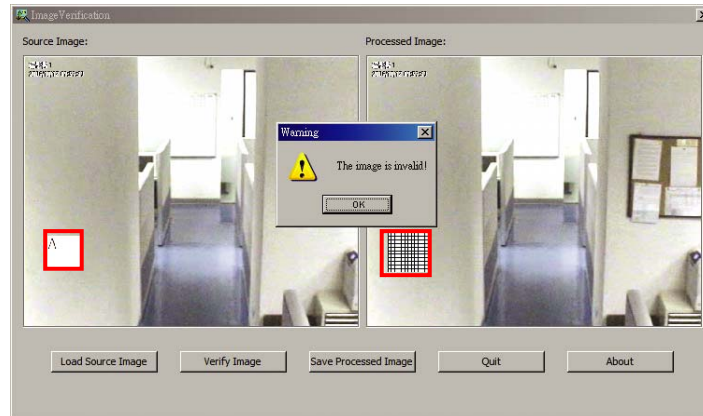 ImageVerification
Source Image:
Processed Image:
Warning
The image is invalid!
OK
A
Load Source Image
Verify Image
Save Processed Image
Quit
About